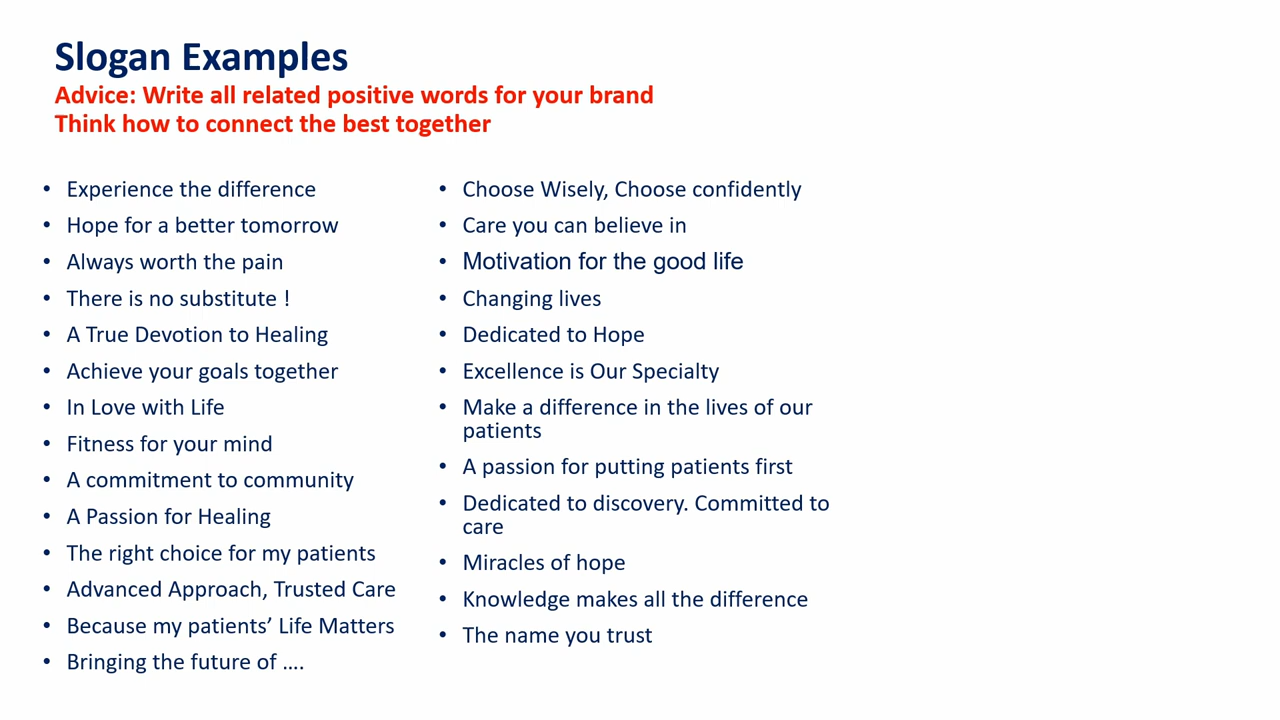 Slogan Examples
Advice: Write all related positive words for your brand
Think how to connect the best together
• Experience the difference
• Hope for a better tomorrow
• Always worth the pain
• There is no substitute !
• A True Devotion to Healing
• Achieve your goals together
• In Love with Life
• Fitness for your mind
• A commitment to community
• A Passion for Healing
• The right choice for my patients
• Advanced Approach, Trusted Care
• Because my patients’ Life Matters
• Bringing the future of ….
• Choose Wisely, Choose confidently
• Care you can believe in
• Motivation for the good life
• Changing lives
• Dedicated to Hope
• Excellence is Our Specialty
• Make a difference in the lives of our
patients
• A passion for putting patients first
• Dedicated to discovery. Committed to
care
• Miracles of hope
• Knowledge makes all the difference
• The name you trust